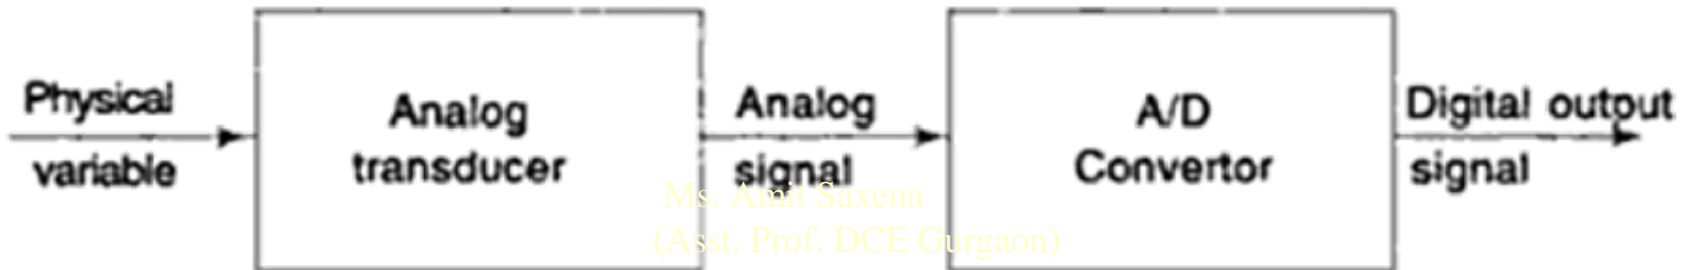 Physical
variable
Analog
transducer
Analog
signal
A/D
Convertor
Digital output
signal
Ms. Amit Saxena
(Asst. Prof. DCE Gurgaon)